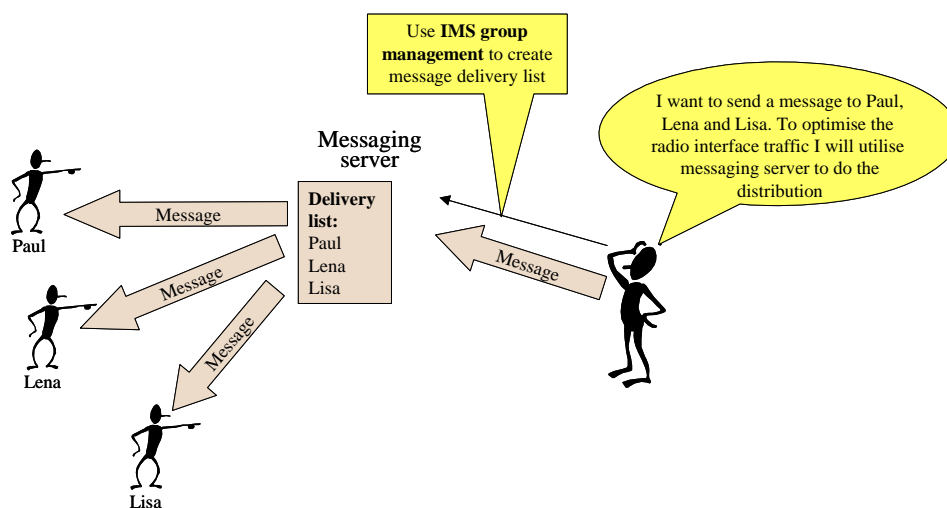 Use IMS group
management to create
message delivery list
I want to send a message to Paul,
Lena and Lisa. To optimise the
radio interface traffic I will utilise
messaging server to do the
distribution
Messaging
server
Delivery
list:
Paul
Lena
Lisa
Message
Message
Message
Message
Paul
Lena
Lisa